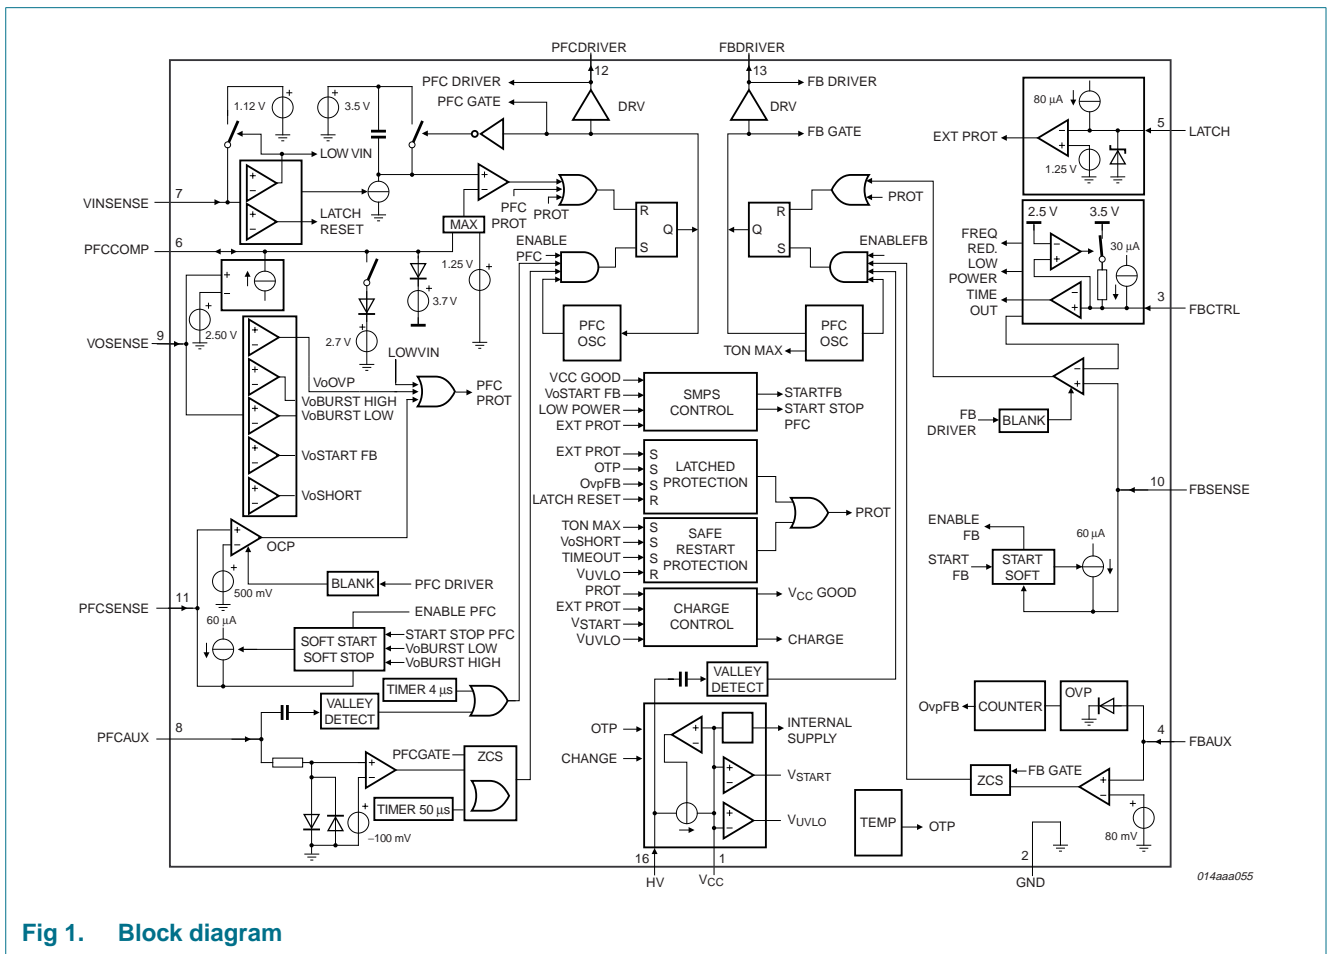 PFCDRIVER
FBDRIVER
12
13
PFC DRIVER
FB DRIVER
PFC GATE
DRV
DRV
FB GATE
1.12 V
3.5 V
LOW VIN
80 µA
5
LATCH
EXT PROT
1.25 V
7
VINSENSE
LATCH
RESET
PFC
PROT
PROT
R
Q
S
R
Q
S
PROT
MAX
6
PFCCOMP
ENABLE
PFC
ENABLEFB
1.25 V
3.7 V
2.7 V
2.50 V
2.5 V
3.5 V
FREQ
RED.
30 µA
LOW
POWER
TIME
OUT
3
FBCTRL
9
VOSENSE
PFC
OSC
PFC
OSC
TON MAX
LOWVIN
VoOVP
VoBURST HIGH
VoBURST LOW
PFC
PROT
VoSTART FB
VoSHORT
VCC GOOD
VoSTART FB
LOW POWER
EXT PROT
SMPS
CONTROL
STARTFB
START STOP
PFC
FB
DRIVER
BLANK
10
FBSENSE
EXT PROT
OTP
OvpFB
LATCH RESET
S
S
S
R
LATCHED
PROTECTION
PROT
TON MAX
VoSHORT
TIMEOUT
VUVLO
S
S
S
R
SAFE
RESTART
PROTECTION
OCP
500 mV
BLANK
PFC DRIVER
11
PFCSENSE
60 µA
ENABLE PFC
SOFT START
SOFT STOP
START STOP PFC
VoBURST LOW
VoBURST HIGH
ENABLE
FB
START
FB
START
SOFT
60 µA
PROT
EXT PROT
VSTART
VUVLO
CHARGE
CONTROL
VCC GOOD
CHARGE
TIMER 4 µs
VALLEY
DETECT
VALLEY
DETECT
8
PFCAUX
PFCGATE
ZCS
TIMER 50 µs
–100 mV
OTP
CHANGE
INTERNAL
SUPPLY
VSTART
VUVLO
OvpFB
COUNTER
OVP
4
FBAUX
FB GATE
ZCS
80 mV
TEMP
OTP
16
1
2
HV
VCC
GND
014aaa055
Fig 1. Block diagram